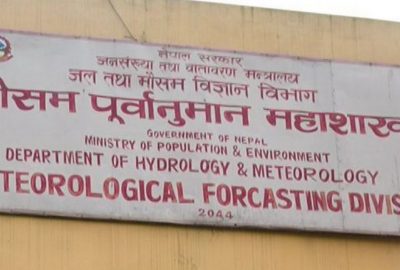 नेपाल सरकार
जनसंख्या तथा वातावरण मन्त्रालय
जल तथा मौसम विज्ञान विभाग
ौसम पूर्वानुमान महाशाख
GOVERNMENT OF NEPAL
MINISTRY OF POPULATION & ENVIRONMENT
DEPARTMENT OF HYDROLOGY & METEOROLOGY
TEOROLOGICAL FORCASTING DIVIS
2044